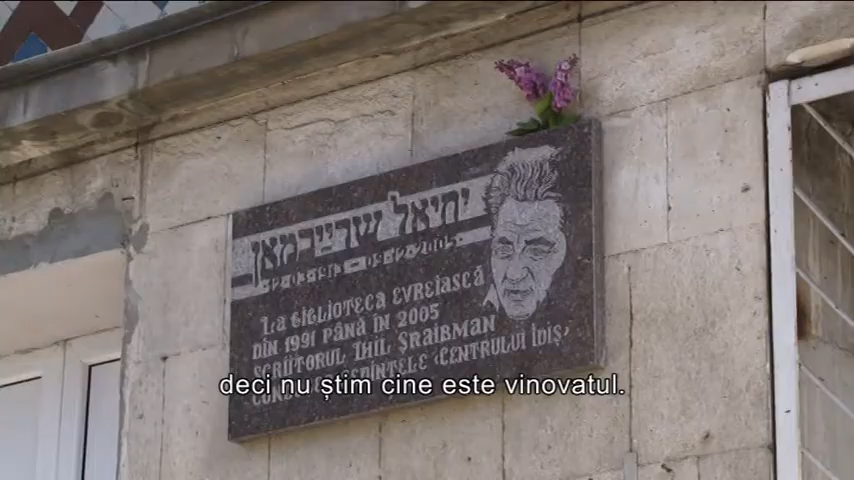 יחיאל שרייבמאן
LA BIBLIOTECA EVREIASCĂ
DIN 1991 PÂNĂ ÎN 2005
SCRIITORUL IHIL ȘRAIBMAN
"CENTRULUI IDIȘ"
deci nu știm cine este vinovatul.